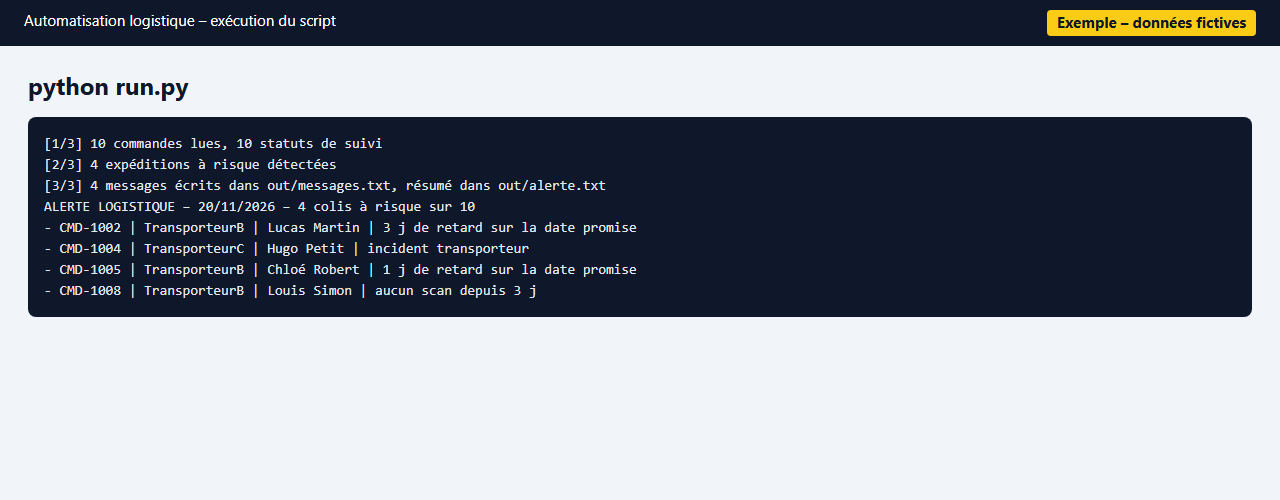 Automatisation logistique – exécution du script
Exemple – données fictives
python run.py
[1/3] 10 commandes lues, 10 statuts de suivi
[2/3] 4 expéditions à risque détectées
[3/3] 4 messages écrits dans out/messages.txt, résumé dans out/alerte.txt
ALERTE LOGISTIQUE – 20/11/2026 – 4 colis à risque sur 10
- CMD-1002 | TransporteurB | Lucas Martin | 3 j de retard sur la date promise
- CMD-1004 | TransporteurC | Hugo Petit | incident transporteur
- CMD-1005 | TransporteurB | Chloé Robert | 1 j de retard sur la date promise
- CMD-1008 | TransporteurB | Louis Simon | aucun scan depuis 3 j